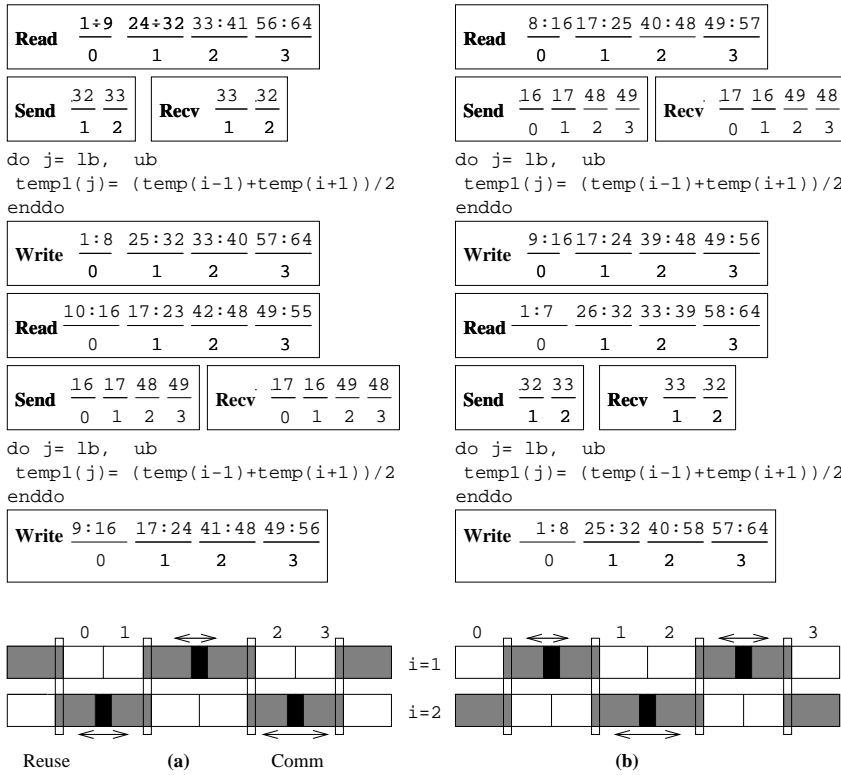 Read 1÷9 24÷32 33:41 56:64
0 1 2 3
Send 32 33 Recv 33 32
1 2 1 2
do j= lb, ub
temp1(j)= (temp(i-1)+temp(i+1))/2
enddo
Write 1:8 25:32 33:40 57:64
0 1 2 3
Read 10:16 17:23 42:48 49:55
0 1 2 3
Send 16 17 48 49 Recv 17 16 49 48
0 1 2 3 0 1 2 3
do j= lb, ub
temp1(j)= (temp(i-1)+temp(i+1))/2
enddo
Write 9:16 17:24 41:48 49:56
0 1 2 3
0 1 2 3
Reuse (a) Comm
Read 8:16 17:25 40:48 49:57
0 1 2 3
Send 16 17 48 49 Recv 17 16 49 48
0 1 2 3 0 1 2 3
do j= lb, ub
temp1(j)= (temp(i-1)+temp(i+1))/2
enddo
Write 9:16 17:24 39:48 49:56
0 1 2 3
Read 1:7 26:32 33:39 58:64
0 1 2 3
Send 32 33 Recv 33 32
1 2 1 2
do j= lb, ub
temp1(j)= (temp(i-1)+temp(i+1))/2
enddo
Write 1:8 25:32 40:58 57:64
0 1 2 3
0 1 2 3
i=1
i=2
(b)